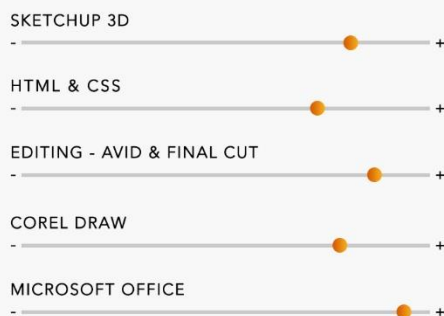 SKETCHUP 3D
- +
HTML & CSS
- +
EDITING - AVID & FINAL CUT
- +
COREL DRAW
- +
MICROSOFT OFFICE
- +